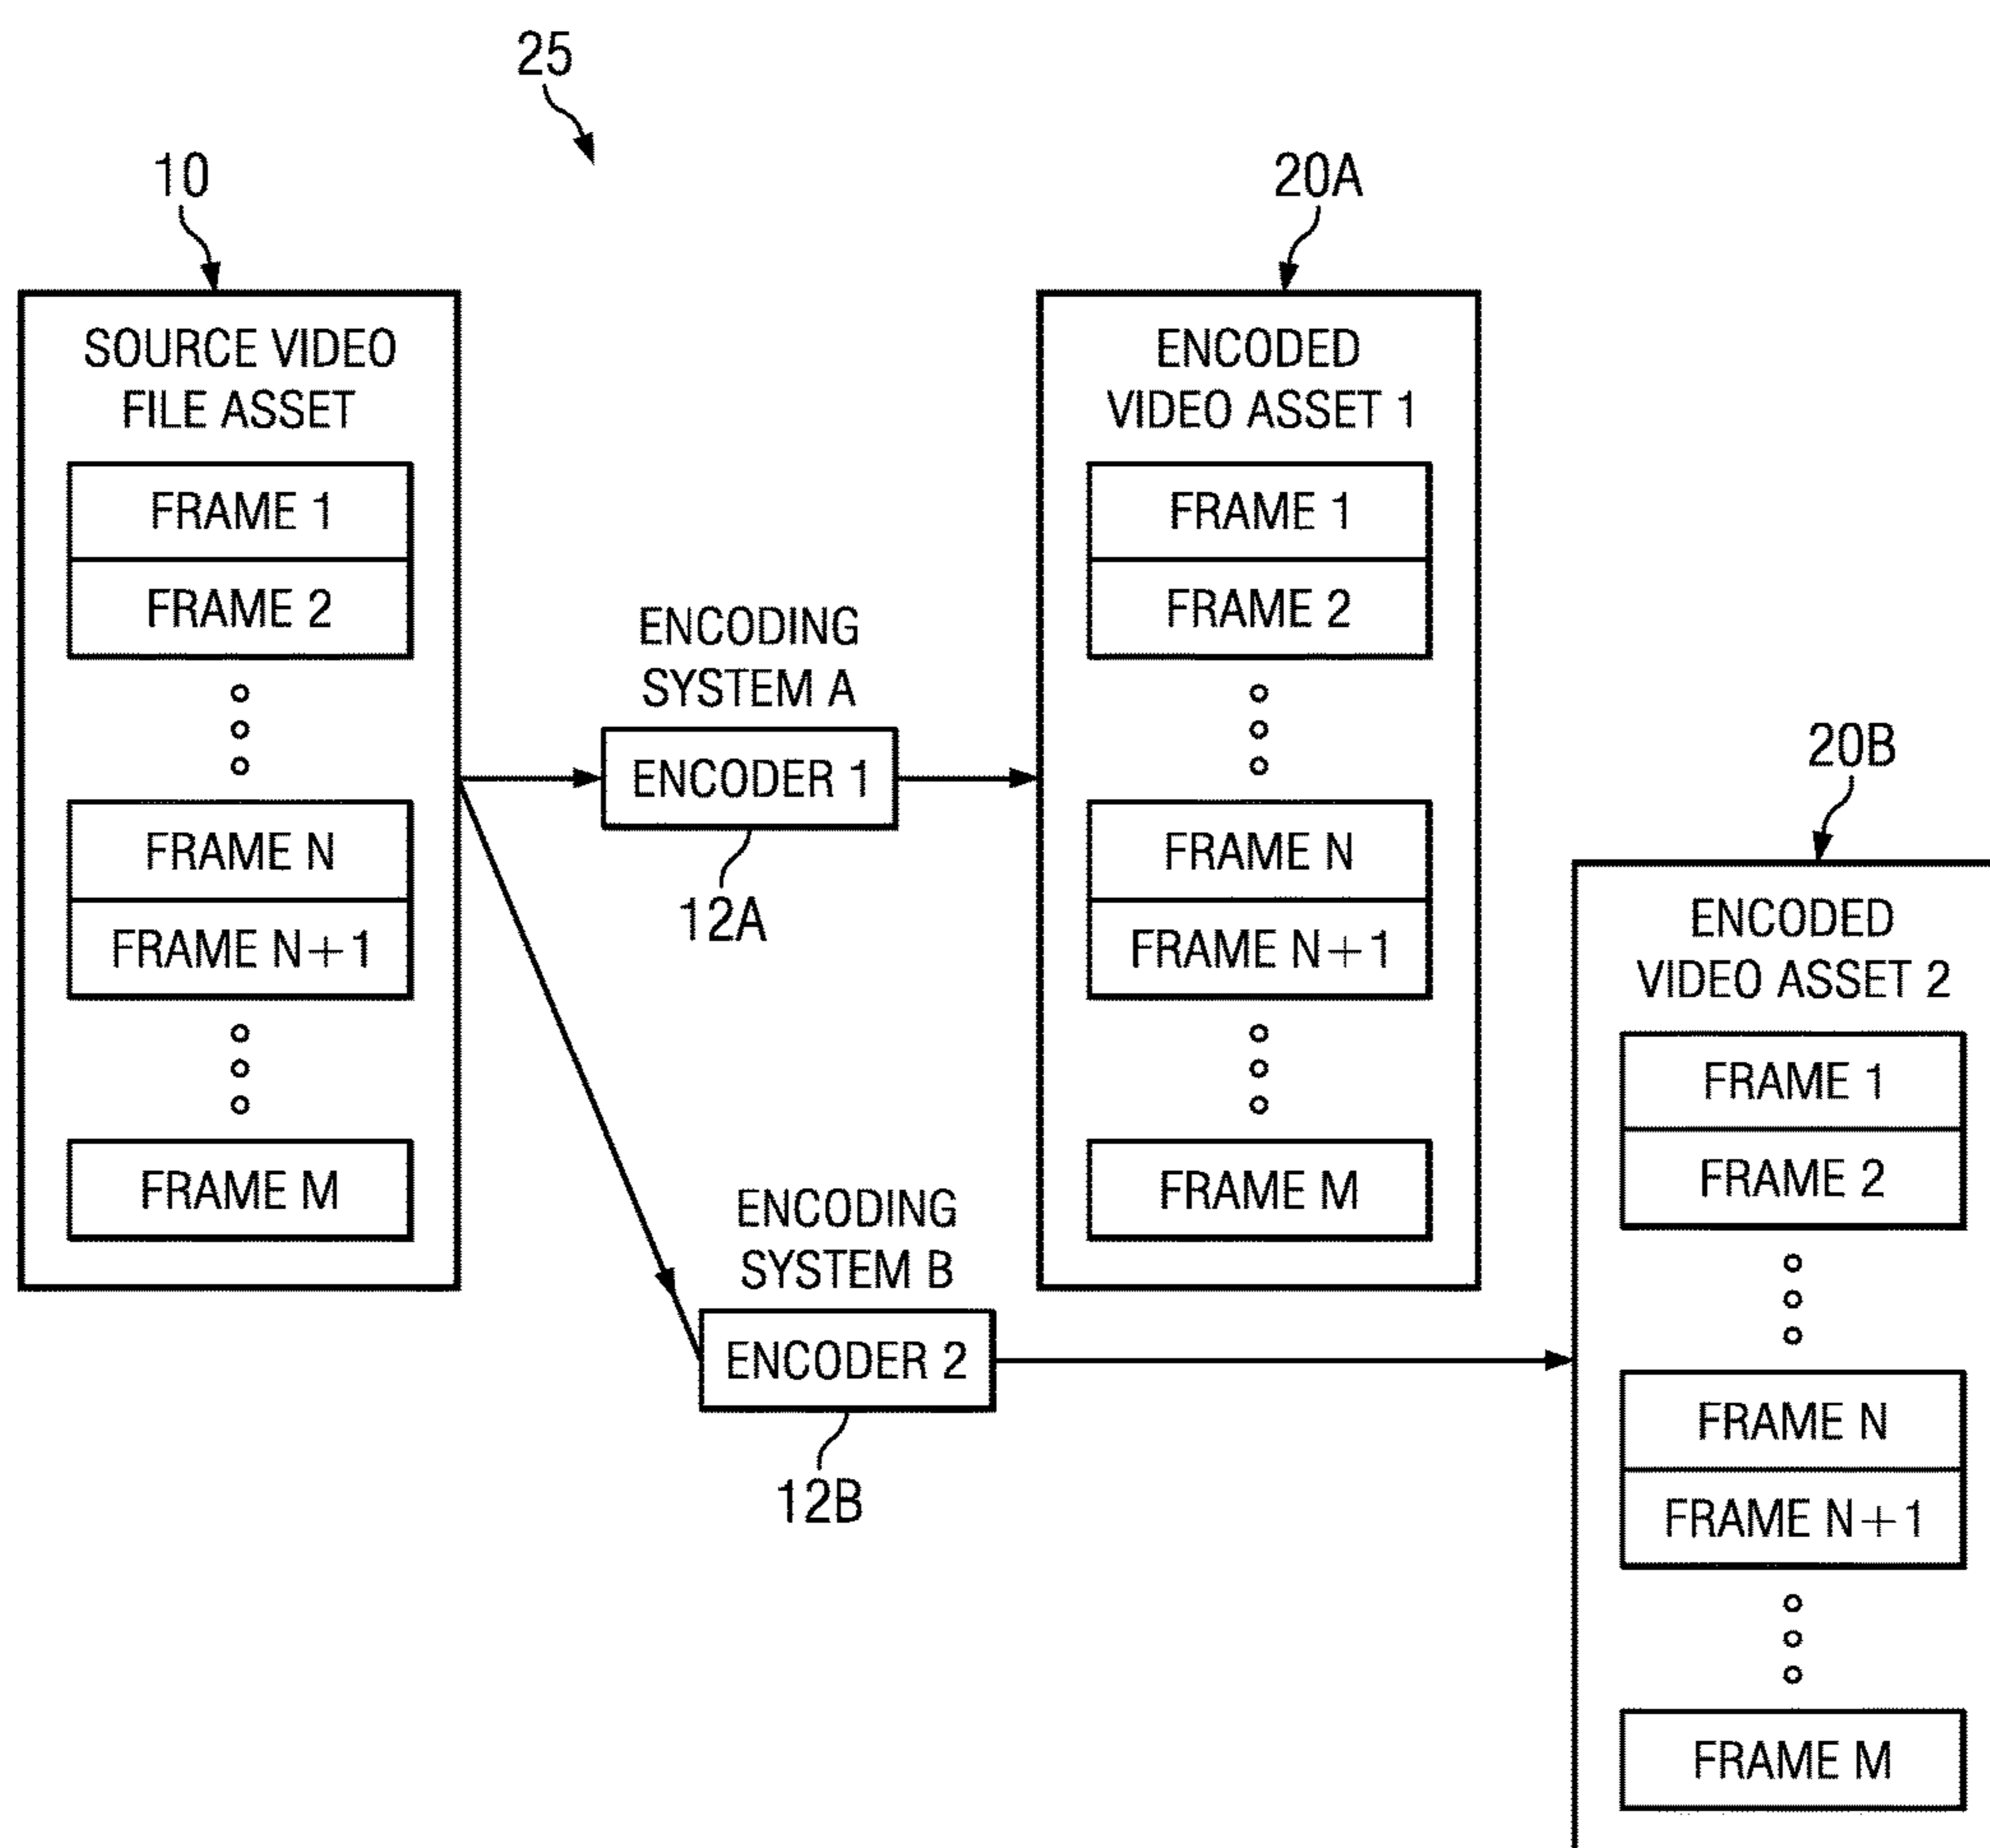 25
10
SOURCE VIDEO
FILE ASSET
FRAME 1
FRAME 2
FRAME N
FRAME N+1
FRAME M
ENCODING
SYSTEM A
ENCODER 1
12A
ENCODING
SYSTEM B
ENCODER 2
12B
20A
ENCODED
VIDEO ASSET 1
FRAME 1
FRAME 2
FRAME N
FRAME N+1
FRAME M
20B
ENCODED
VIDEO ASSET 2
FRAME 1
FRAME 2
FRAME N
FRAME N+1
FRAME M